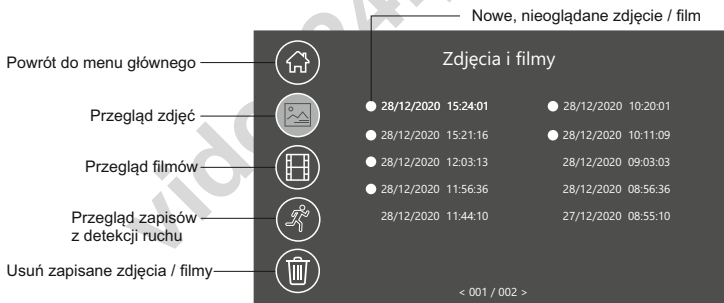 Nowe, nieoglądane zdjęcie / film
Powrót do menu głównego
Przegląd zdjęć
Przegląd filmów
Przegląd zapisów
z detekcji ruchu
Usuń zapisane zdjęcia / filmy
Zdjęcia i filmy
28/12/2020 15:24:01
28/12/2020 15:21:16
28/12/2020 12:03:13
28/12/2020 11:56:36
28/12/2020 11:44:10
28/12/2020 10:20:01
28/12/2020 10:11:09
28/12/2020 09:03:03
28/12/2020 08:56:36
27/12/2020 08:55:10
< 001 / 002 >